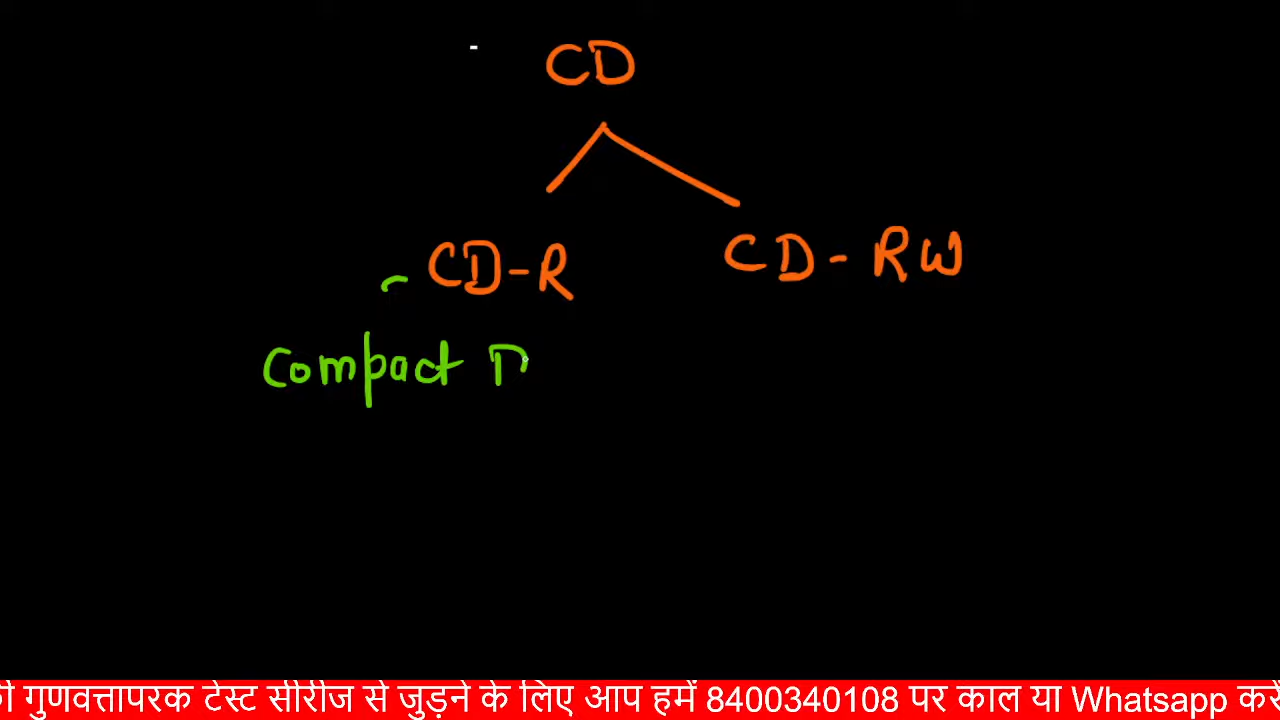 CD
CD-R CD-RW
Compact D
की गुणवत्तापरक टेस्ट सीरीज से जुड़ने के लिए आप हमें 8400340108 पर काल या Whatsapp करें